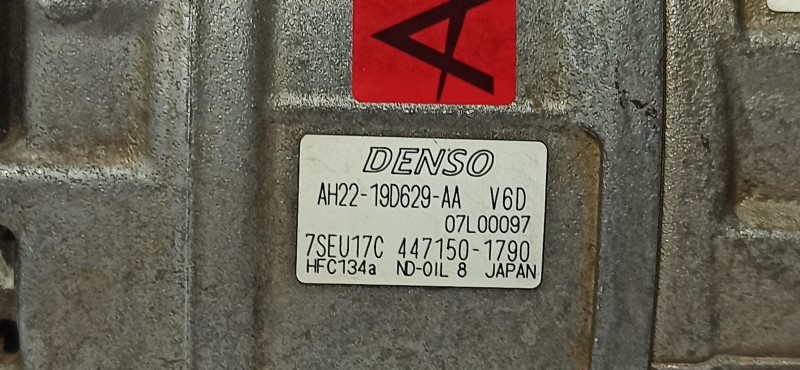 A
DENSO
AH22-19D629-AA V6D
07L00097
7SEU17C 447150-1790
HFC134a ND-OIL 8 JAPAN